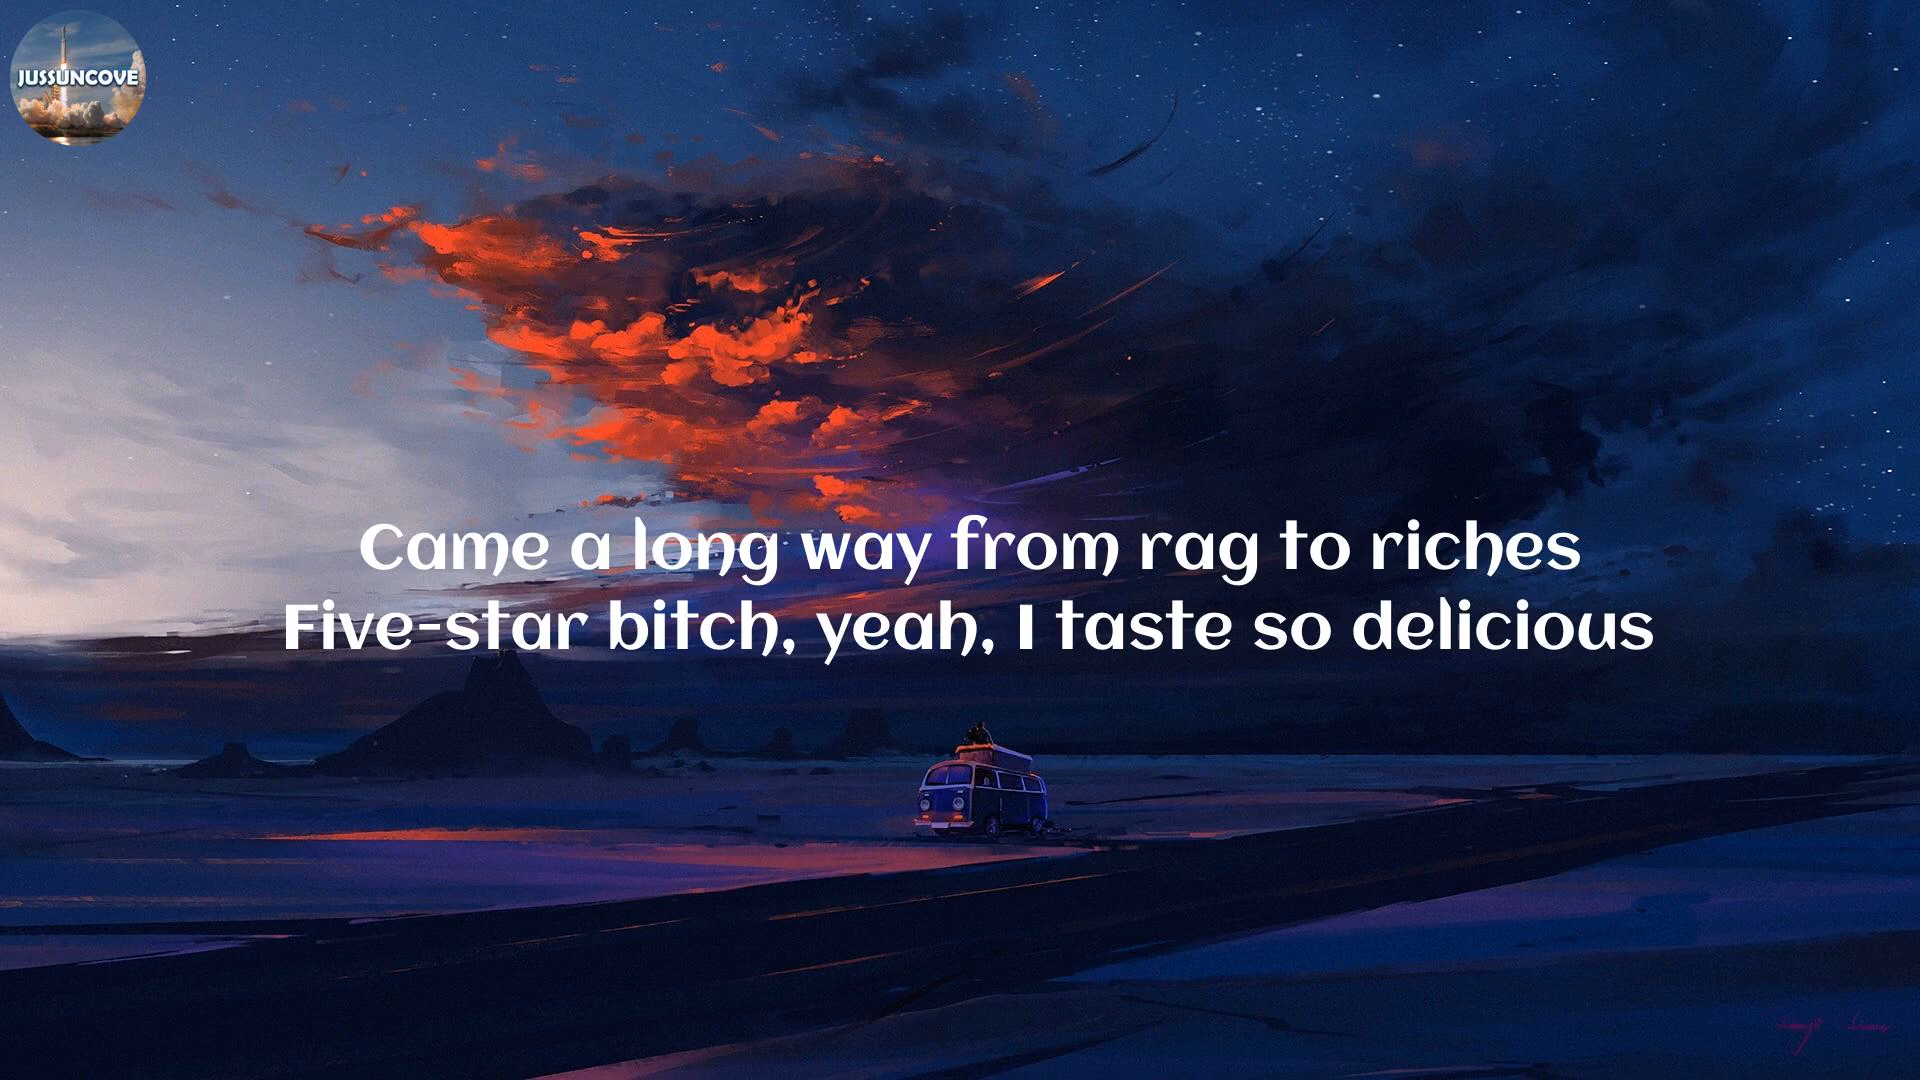 JUSSUNCOVE
Came a long way from rag to riches
Five-star bitch, yeah, I taste so delicious